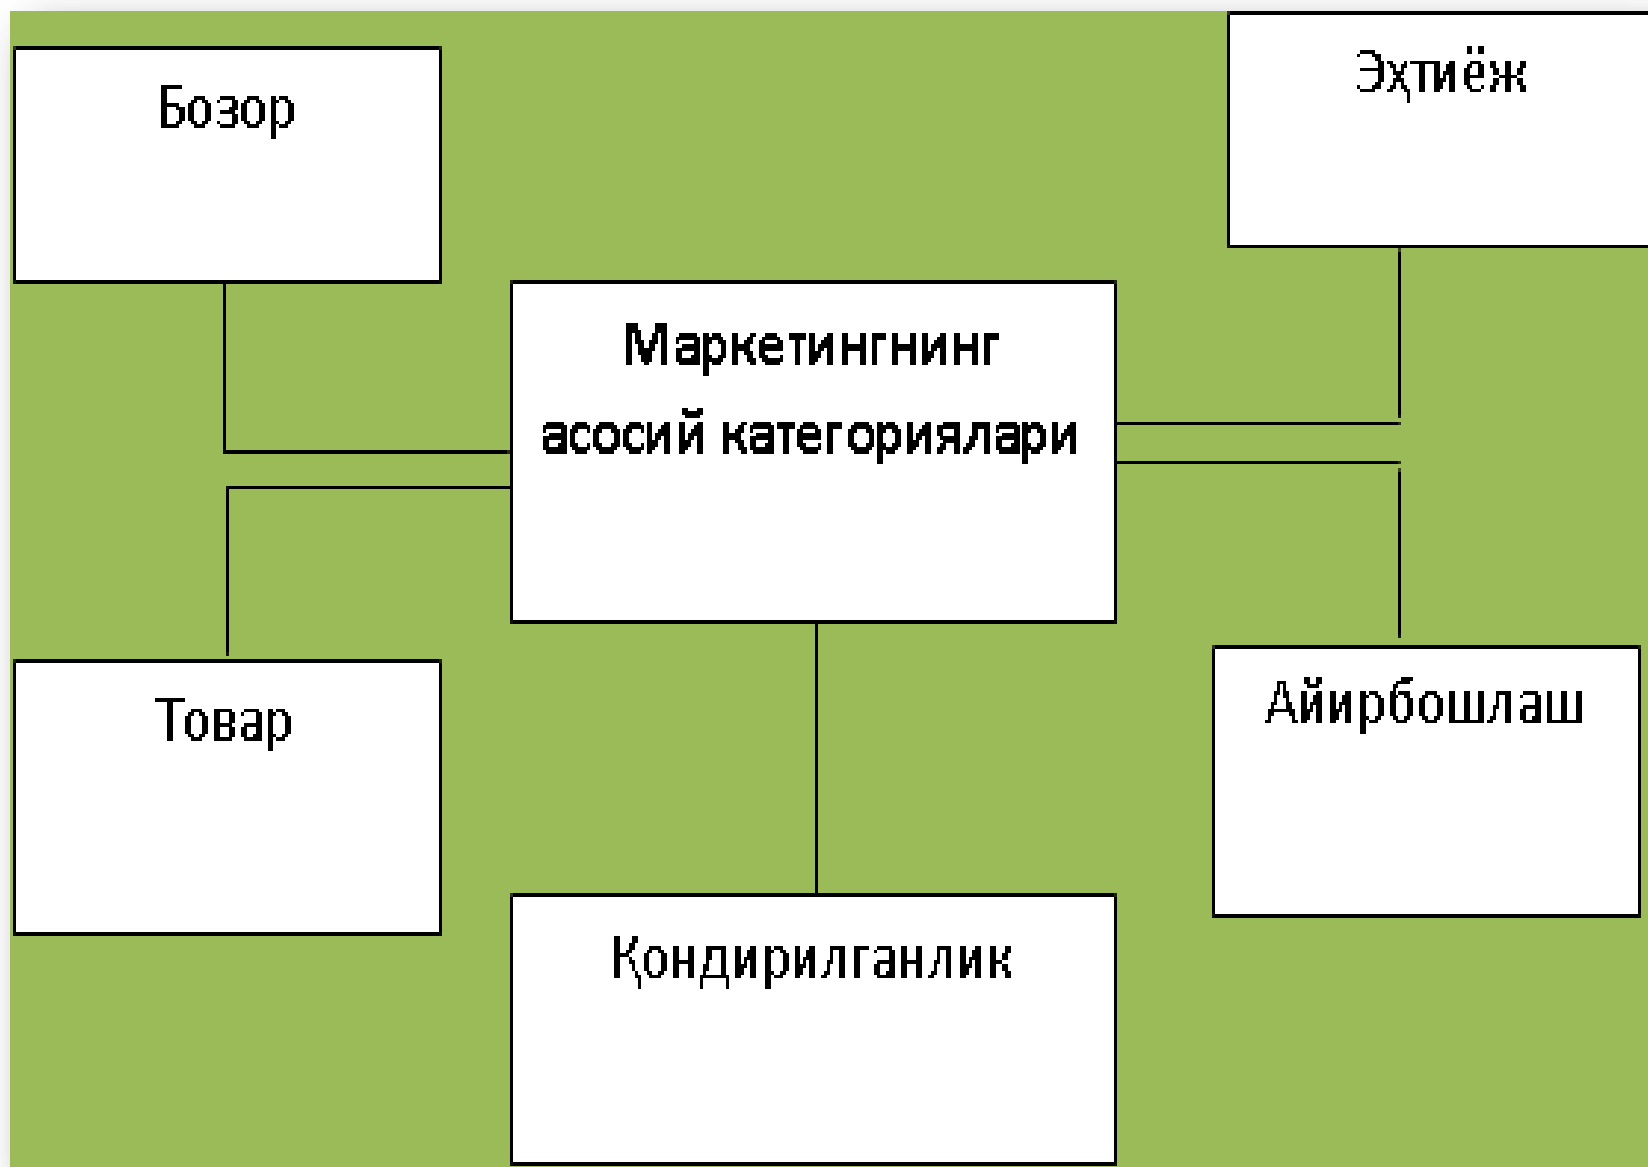 Бозор
Эҳтиёж
Маркетингнинг
асосий категориялари
Товар
Айирбошлаш
Қондирилганлик